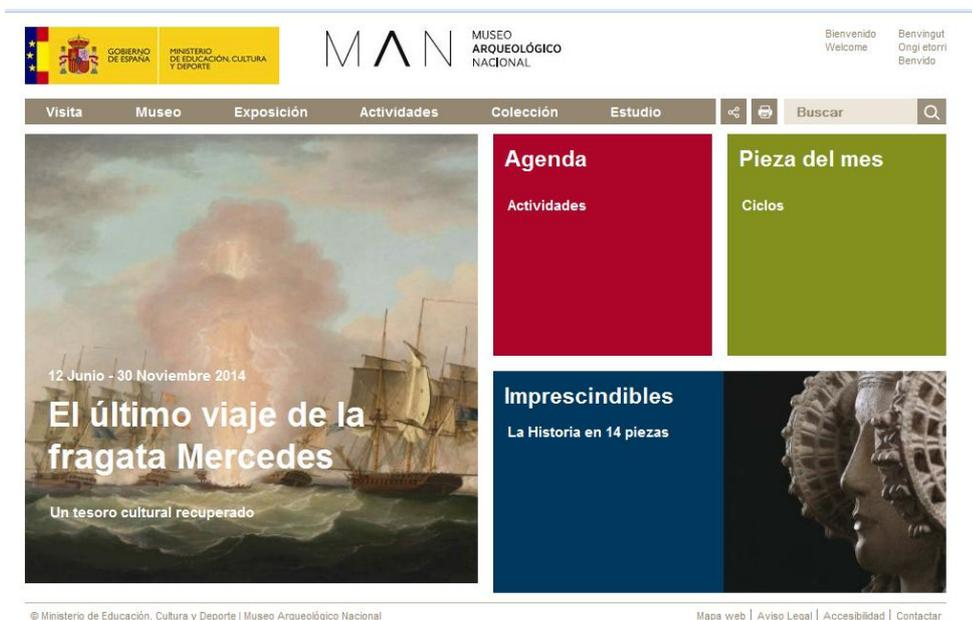 GOBIERNO
DE ESPAÑA
MINISTERIO
DE EDUCACIÓN, CULTURA
Y DEPORTE
MAN
MUSEO
ARQUEOLÓGICO
NACIONAL
Bienvenido
Welcome
Benvingut
Ongi etorri
Benvido
Visita Museo Exposición Actividades Colección Estudio Buscar
12 Junio - 30 Noviembre 2014
El último viaje de la
fragata Mercedes
Un tesoro cultural recuperado
Agenda
Actividades
Pieza del mes
Ciclos
Imprescindibles
La Historia en 14 piezas
© Ministerio de Educación, Cultura y Deporte | Museo Arqueológico Nacional
Mapa web | Aviso Legal | Accesibilidad | Contactar